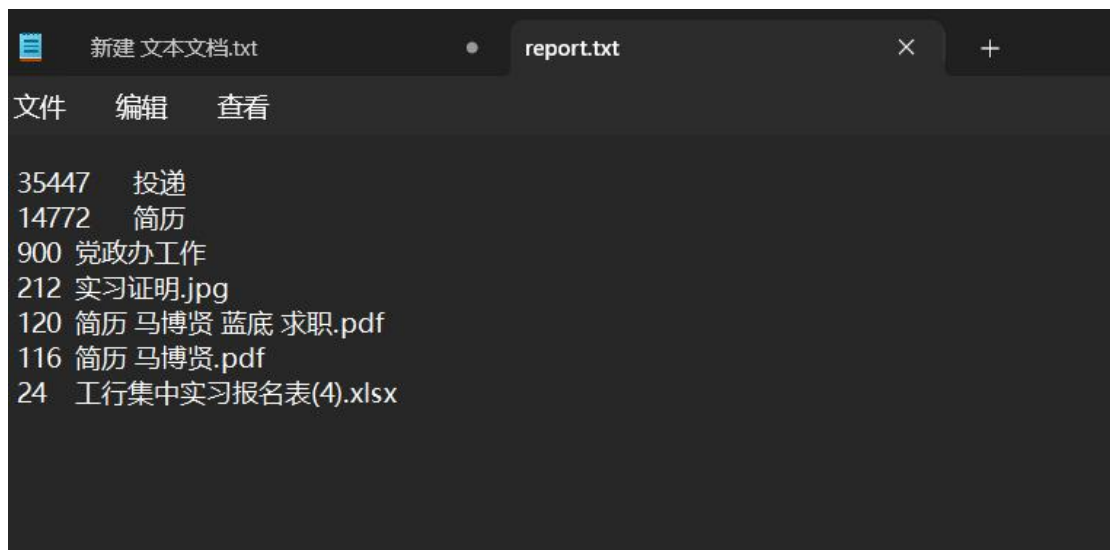 新建 文本文档.txt
report.txt
文件 编辑 查看
35447 投递
14772 简历
900 党政办工作
212 实习证明.jpg
120 简历 马博贤 蓝底 求职.pdf
116 简历 马博贤.pdf
24 工行集中实习报名表(4).xlsx